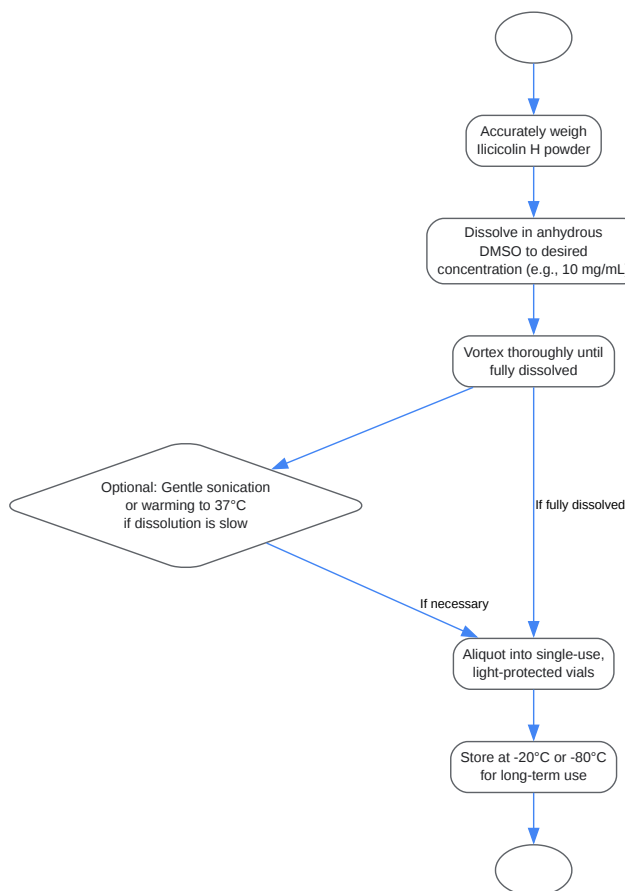 Accurately weigh
Ilicicolin H powder
Dissolve in anhydrous
DMSO to desired
concentration (e.g., 10 mg/mL
Vortex thoroughly until
fully dissolved
Optional: Gentle sonication
or warming to 37°C
if dissolution is slow
If fully dissolved
If necessary
Aliquot into single-use,
light-protected vials
Store at -20°C or -80°C
for long-term use